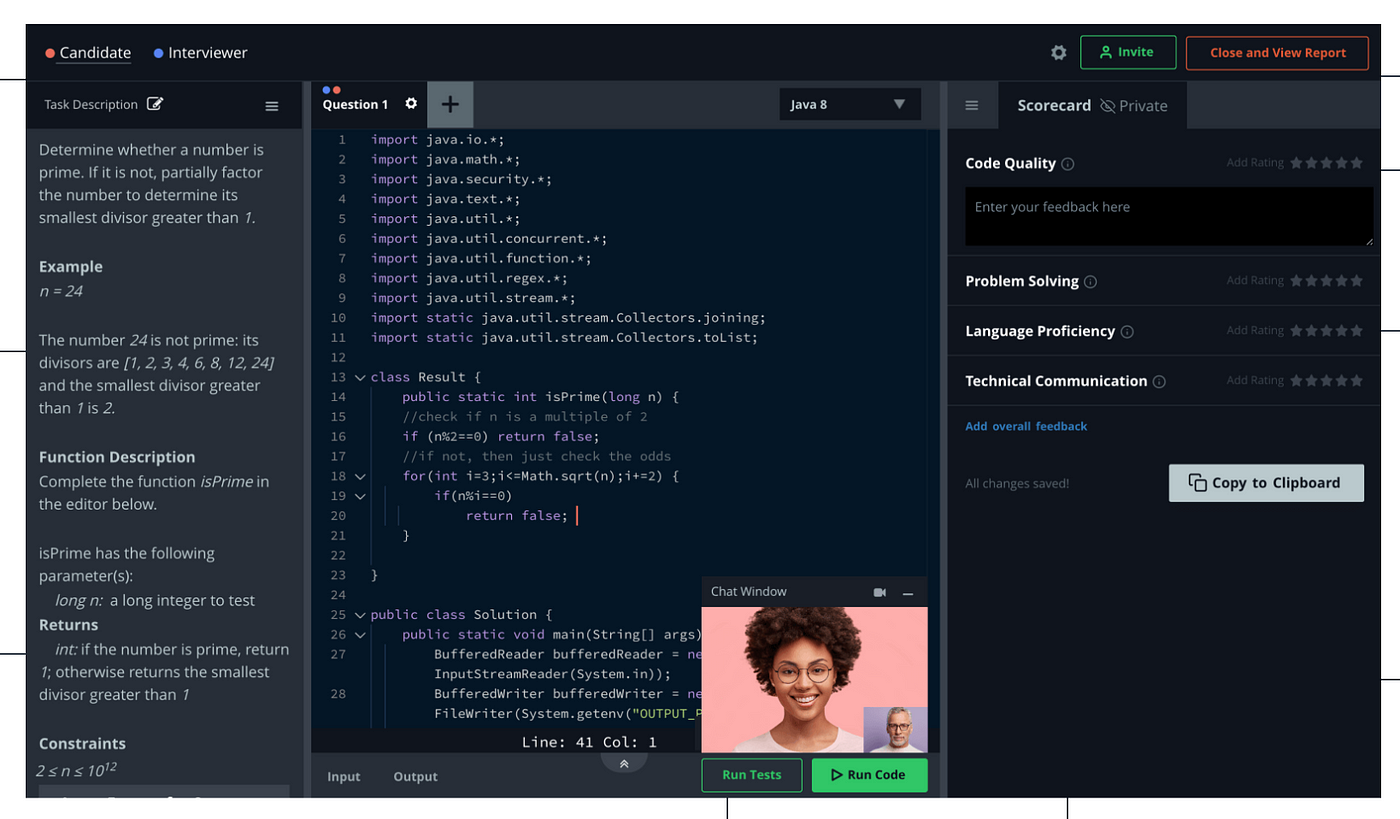 Candidate
Interviewer
Invite
Close and View Report
Task Description
Determine whether a number is
prime. If it is not, partially factor
the number to determine its
smallest divisor greater than 1.
Example
n = 24
The number 24 is not prime: its
divisors are [1, 2, 3, 4, 6, 8, 12, 24]
and the smallest divisor greater
than 1 is 2.
Function Description
Complete the function isPrime in
the editor below.
isPrime has the following
parameter(s):
long n: a long integer to test
Returns
int: if the number is prime, return
1; otherwise returns the smallest
divisor greater than 1
Constraints
2 ≤ n ≤ 10¹²
Question 1
+
Java 8
1 import java.io.*;
2 import java.math.*;
3 import java.security.*;
4 import java.text.*;
5 import java.util.*;
6 import java.util.concurrent.*;
7 import java.util.function.*;
8 import java.util.regex.*;
9 import java.util.stream.*;
10 import static java.util.stream.Collectors.joining;
11 import static java.util.stream.Collectors.toList;
12
13 class Result {
14 public static int isPrime(long n) {
15 //check if n is a multiple of 2
16 if (n%2==0) return false;
17 //if not, then just check the odds
18 for(int i=3;i<=Math.sqrt(n);i+=2) {
19 if(n%i==0)
20 return false;
21 }
22
23 }
24
25 public class Solution {
26 public static void main(String[] args)
27 BufferedReader bufferedReader = ne
InputStreamReader(System.in));
28 BufferedWriter bufferedWriter = ne
FileWriter(System.getenv("OUTPUT_P
Line: 41 Col: 1
Chat Window
Input
Output
Run Tests
Run Code
Scorecard
Private
Code Quality
Add Rating
Enter your feedback here
Problem Solving
Add Rating
Language Proficiency
Add Rating
Technical Communication
Add Rating
Add overall feedback
All changes saved!
Copy to Clipboard